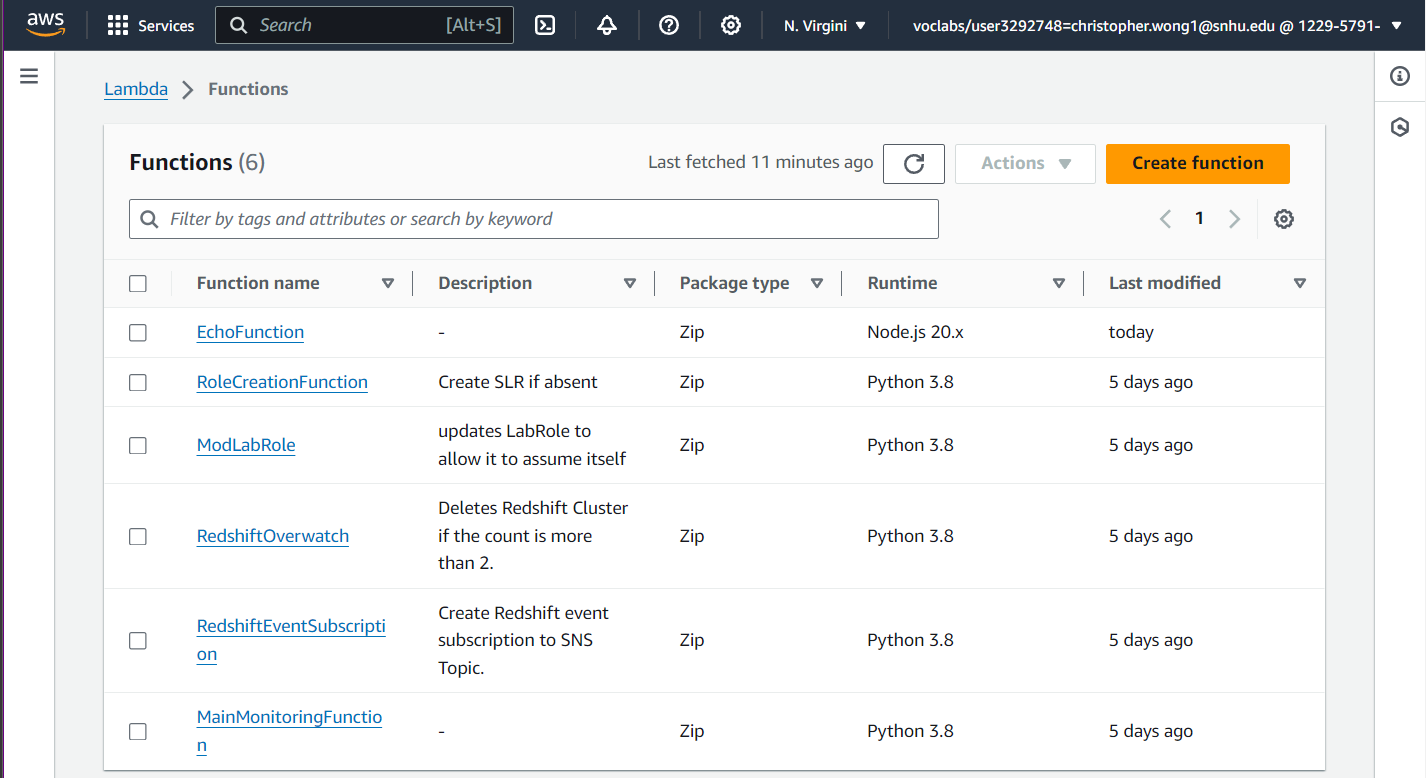 aws
Services
Search [Alt+S]
N. Virgini
voclabs/user3292748=christopher.wong1@snhu.edu @ 1229-5791-
Lambda
Functions
Functions (6)
Last fetched 11 minutes ago
Actions
Create function
Filter by tags and attributes or search by keyword
1
Function name Description Package type Runtime Last modified
EchoFunction - Zip Node.js 20.x today
RoleCreationFunction Create SLR if absent Zip Python 3.8 5 days ago
updates LabRole to
ModLabRole Zip Python 3.8 5 days ago
allow it to assume itself
Deletes Redshift Cluster
RedshiftOverwatch if the count is more Zip Python 3.8 5 days ago
than 2.
Create Redshift event
RedshiftEventSubscripti
subscription to SNS Zip Python 3.8 5 days ago
on
Topic.
MainMonitoringFunctio
- Zip Python 3.8 5 days ago
n